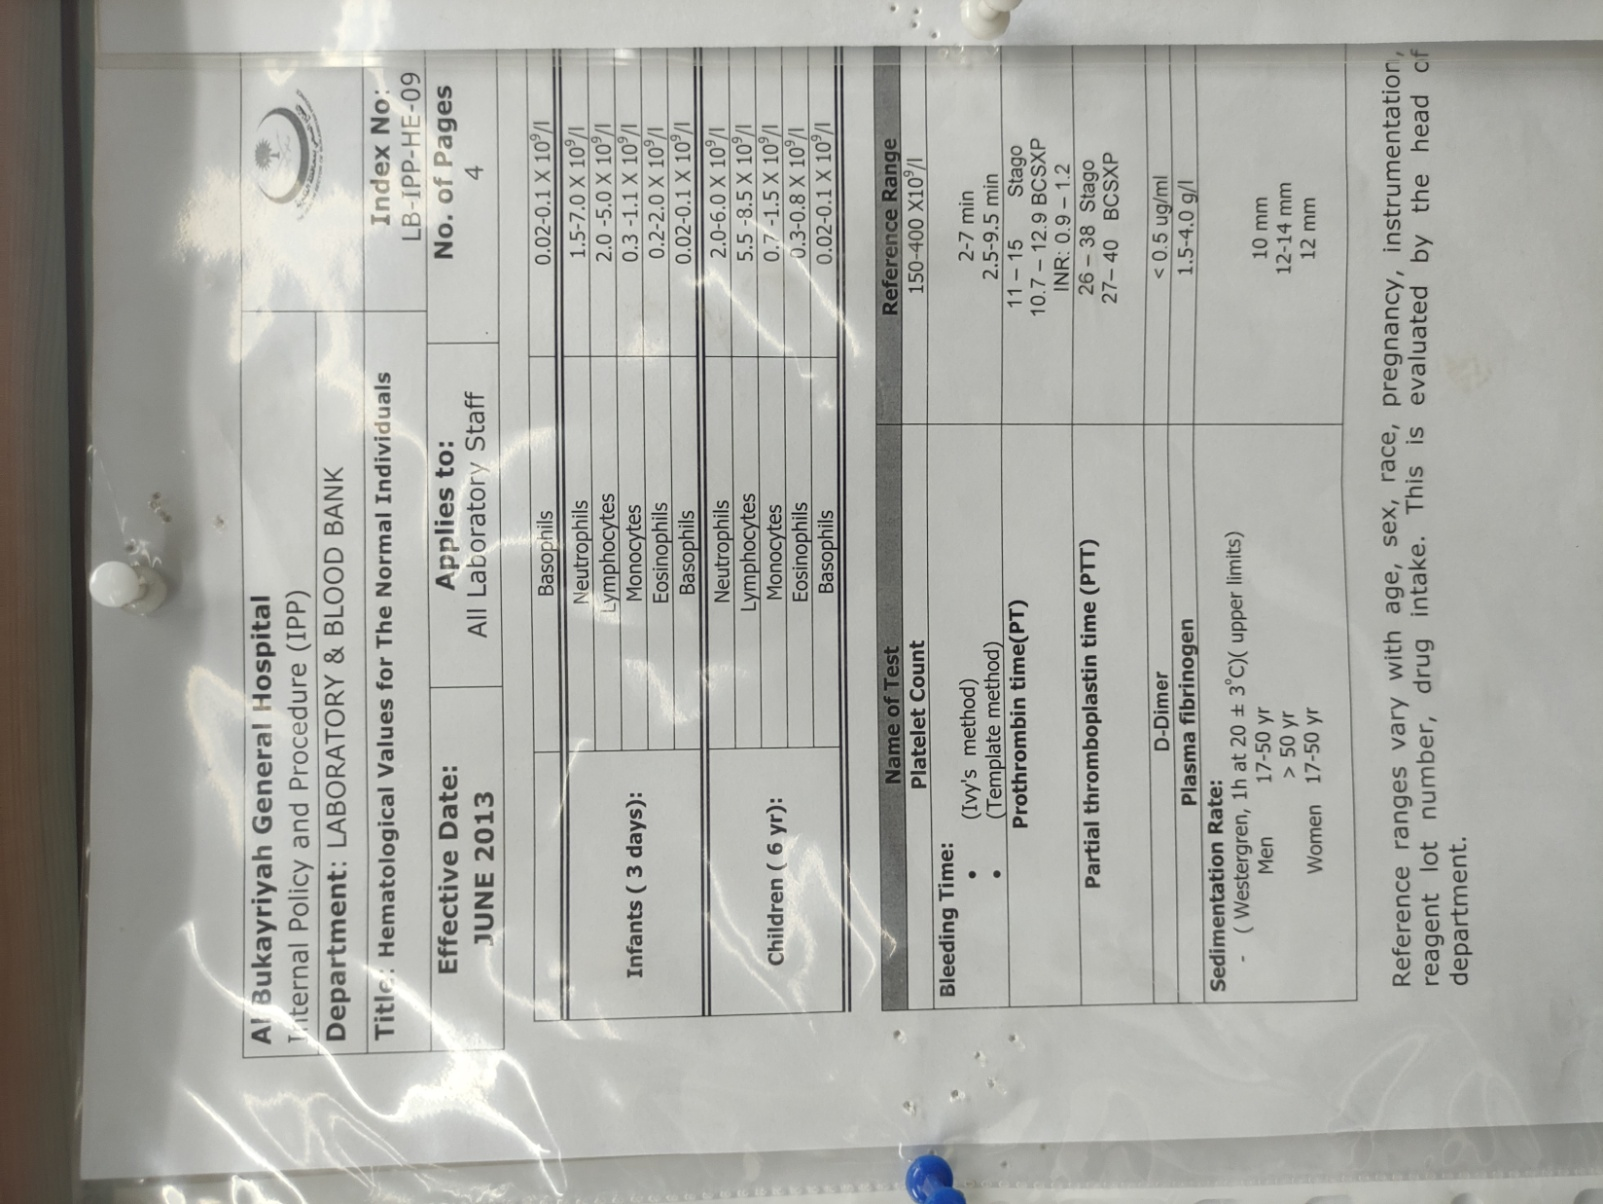 Al Bukayriyah General Hospital
Internal Policy and Procedure (IPP)
Department: LABORATORY & BLOOD BANK
Title: Hematological Values for The Normal Individuals
Index No:
LB-IPP-HE-09
Effective Date:
JUNE 2013
Applies to:
All Laboratory Staff
No. of Pages
4
Basophils 0.02-0.1 X 10⁹/l
Infants ( 3 days):
Neutrophils 1.5-7.0 X 10⁹/l
Lymphocytes 2.0 -5.0 X 10⁹/l
Monocytes 0.3 -1.1 X 10⁹/l
Eosinophils 0.2-2.0 X 10⁹/l
Basophils 0.02-0.1 X 10⁹/l
Children ( 6 yr):
Neutrophils 2.0-6.0 X 10⁹/l
Lymphocytes 5.5 -8.5 X 10⁹/l
Monocytes 0.7 -1.5 X 10⁹/l
Eosinophils 0.3-0.8 X 10⁹/l
Basophils 0.02-0.1 X 10⁹/l
Name of Test Reference Range
Platelet Count 150-400 X10⁹/l
Bleeding Time:
• (Ivy's method) 2-7 min
• (Template method) 2.5-9.5 min
Prothrombin time(PT) 11 – 15 Stago
10.7 – 12.9 BCSXP
INR: 0.9 – 1.2
Partial thromboplastin time (PTT) 26 – 38 Stago
27– 40 BCSXP
D-Dimer < 0.5 ug/ml
Plasma fibrinogen 1.5-4.0 g/l
Sedimentation Rate:
- ( Westergren, 1h at 20 ± 3°C)( upper limits)
Men 17-50 yr 10 mm
> 50 yr 12-14 mm
Women 17-50 yr 12 mm
Reference ranges vary with age, sex, race, pregnancy, instrumentation,
reagent lot number, drug intake. This is evaluated by the head of
department.